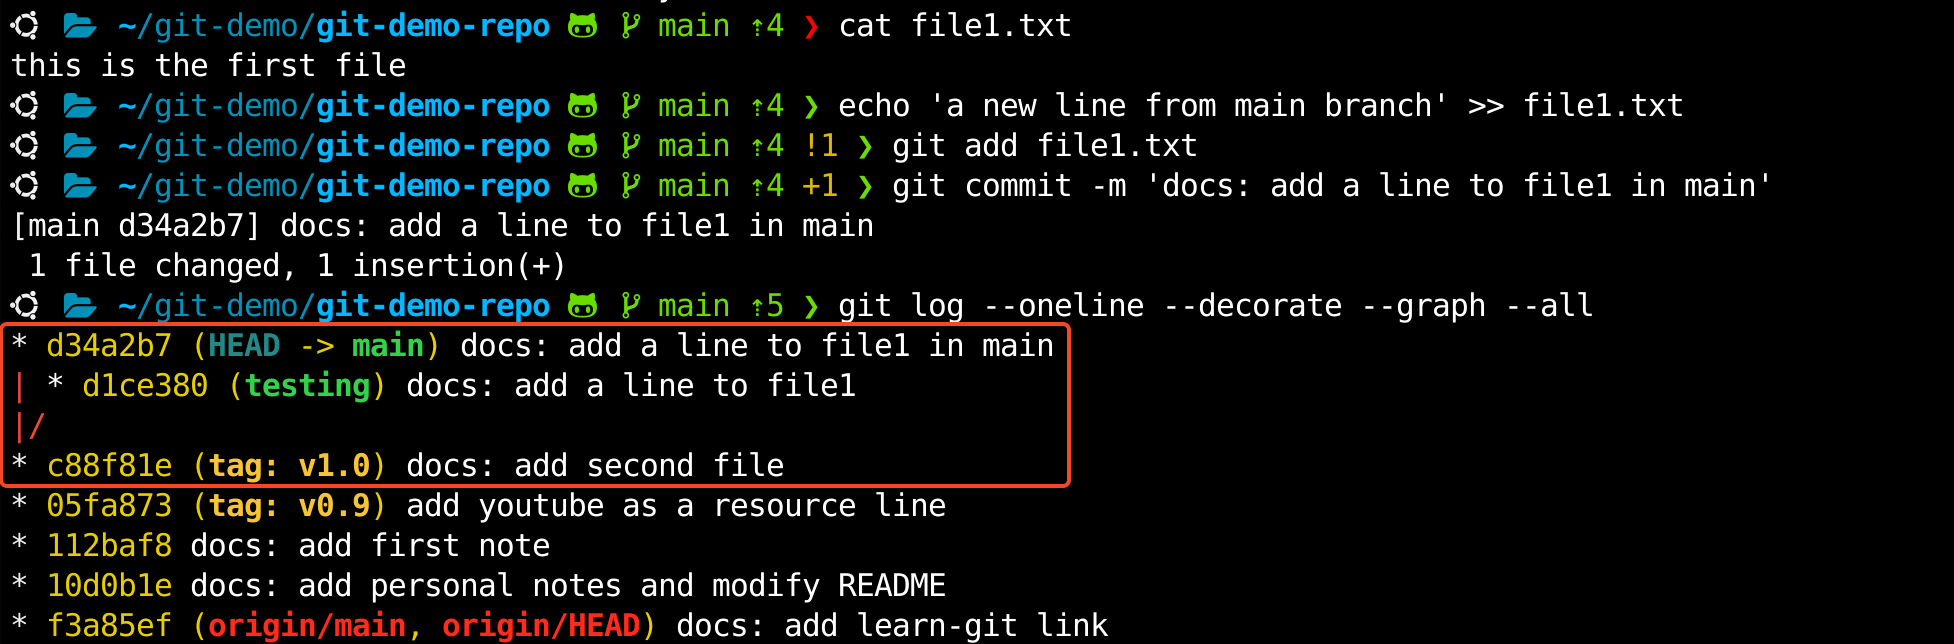 ~/git-demo/git-demo-repo main ⇡4 ❯ cat file1.txt
this is the first file
~/git-demo/git-demo-repo main ⇡4 ❯ echo 'a new line from main branch' >> file1.txt
~/git-demo/git-demo-repo main ⇡4 !1 ❯ git add file1.txt
~/git-demo/git-demo-repo main ⇡4 +1 ❯ git commit -m 'docs: add a line to file1 in main'
[main d34a2b7] docs: add a line to file1 in main
 1 file changed, 1 insertion(+)
~/git-demo/git-demo-repo main ⇡5 ❯ git log --oneline --decorate --graph --all
* d34a2b7 (HEAD -> main) docs: add a line to file1 in main
| * d1ce380 (testing) docs: add a line to file1
|/
* c88f81e (tag: v1.0) docs: add second file
* 05fa873 (tag: v0.9) add youtube as a resource line
* 112baf8 docs: add first note
* 10d0b1e docs: add personal notes and modify README
* f3a85ef (origin/main, origin/HEAD) docs: add learn-git link